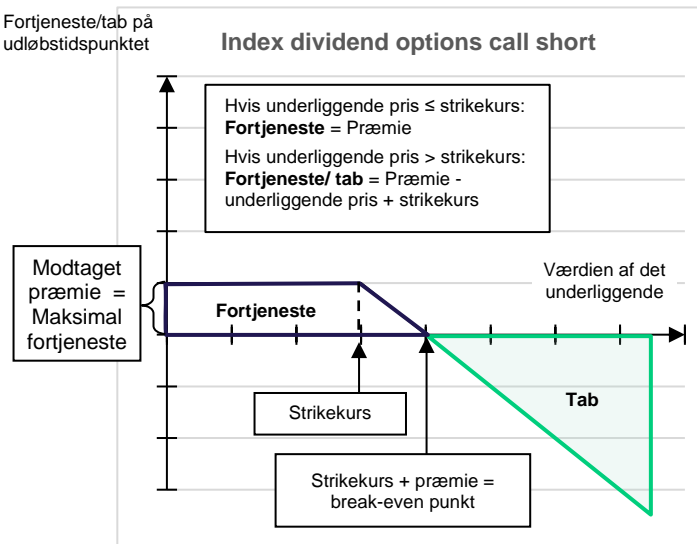 Fortjeneste/tab på
udløbstidspunktet
Index dividend options call short
Hvis underliggende pris ≤ strikekurs:
Fortjeneste = Præmie
Hvis underliggende pris > strikekurs:
Fortjeneste/ tab = Præmie -
underliggende pris + strikekurs
Modtaget
præmie =
Maksimal
fortjeneste
Værdien af det
underliggende
Fortjeneste
Tab
Strikekurs
Strikekurs + præmie =
break-even punkt